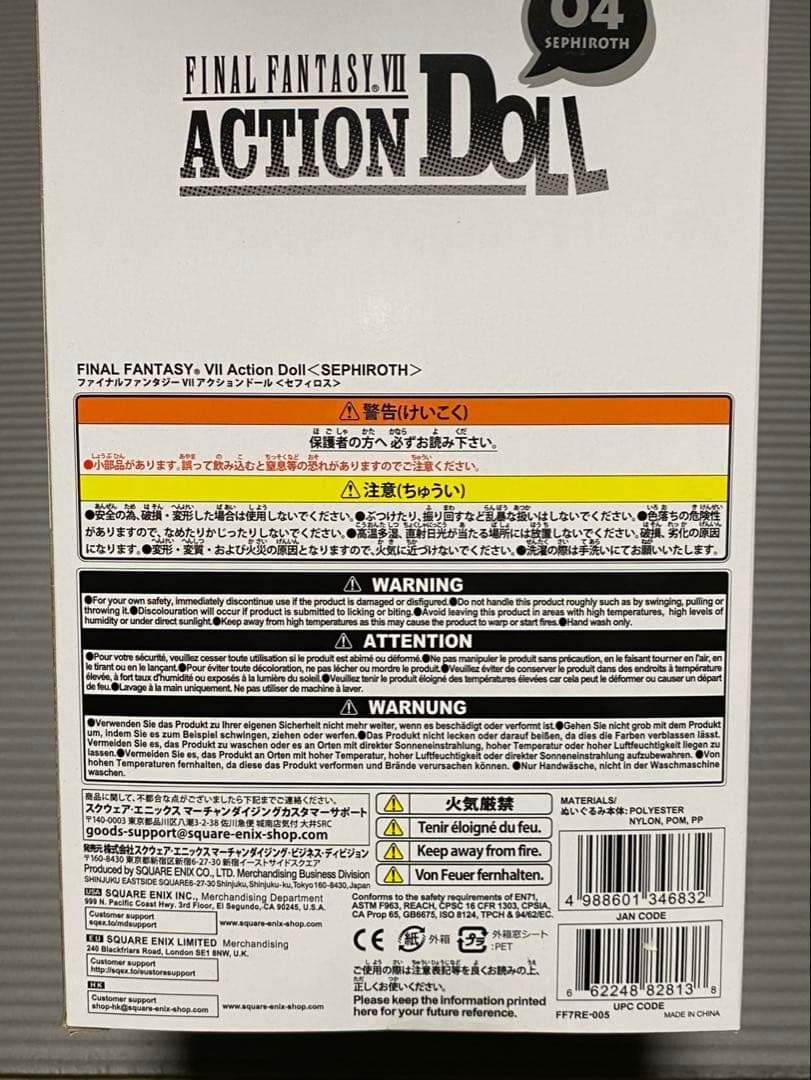 04
SEPHIROTH
FINAL FANTASY® VII
ACTION DOLL
FINAL FANTASY® VII Action Doll＜SEPHIROTH＞
ファイナルファンタジー VII アクションドール ＜セフィロス＞
⚠警告(けいこく)
保護者の方へ 必ずお読み下さい。
●小部品があります。誤って飲み込むと窒息等の恐れがありますのでご注意ください。
⚠注意(ちゅうい)
●安全の為、破損・変形した場合は使用しないでください。●ぶつけたり、振り回すなど乱暴な扱いはしないでください。●色落ちの危険性
がありますので、なめたりかじったりしないでください。●高温多湿、直射日光が当たる場所には放置しないでください。破損、劣化の原因
になります。●変形・変質・および火災の原因となりますので、火気に近づけないでください。●洗濯の際は手洗いにてお願いいたします。
⚠ WARNING
●For your own safety, immediately discontinue use if the product is damaged or disfigured.●Do not handle this product roughly such as by swinging, pulling or
throwing it.●Discolouration will occur if product is submitted to licking or biting.●Avoid leaving this product in areas with high temperatures, high levels of
humidity or under direct sunlight.●Keep away from high temperatures as this may cause the product to warp or start fires.●Hand wash only.
⚠ ATTENTION
●Pour votre sécurité, veuillez cesser toute utilisation si le produit est abimé ou déformé.●Ne pas manipuler le produit sans précaution, en le faisant tourner en l'air, en
le tirant ou en le lançant.●Pour éviter toute décoloration, ne pas lécher ou mordre le produit.●Veuillez éviter de conserver le produit dans des endroits à température
élevée, à fort taux d'humidité ou exposés à la lumière du soleil.●Veuillez tenir le produit éloigné des températures élevées car cela peut le déformer ou causer un départ
de feu.●Lavage à la main uniquement. Ne pas utiliser de machine à laver.
⚠ WARNUNG
●Verwenden Sie das Produkt zu Ihrer eigenen Sicherheit nicht mehr weiter, wenn es beschädigt oder verformt ist.●Gehen Sie nicht grob mit dem Produkt
um, indem Sie es zum Beispiel schwingen, ziehen oder werfen.●Das Produkt nicht lecken oder darauf beißen, da dies die Farben verblassen lässt.
Vermeiden Sie es, das Produkt zu waschen oder es an Orten mit direkter Sonneneinstrahlung, hoher Temperatur oder hoher Luftfeuchtigkeit liegen zu
lassen.●Vermeiden Sie es, das Produkt an Orten mit hoher Temperatur, hoher Luftfeuchtigkeit oder direkter Sonneneinstrahlung aufzubewahren. ●Von
hohen Temperaturen fernhalten, da diese das Produkt verformen und Brände verursachen können. ●Nur Handwäsche, nicht in der Waschmaschine
waschen.
商品に関して、不都合な点がございましたら下記までご連絡ください。
スクウェア・エニックス マーチャンダイジングカスタマーサポート
〒140-0003 東京都品川区八潮3-2-38 佐川急便 城南店気付 大井SRC
goods-support@square-enix-shop.com
発売元 株式会社スクウェア・エニックスマーチャンダイジング・ビジネス・ディビジョン
〒160-8430 東京都新宿区新宿6-27-30 新宿イーストサイドスクエア
Produced by SQUARE ENIX CO., LTD. Merchandising Business Division
SHINJUKU EASTSIDE SQUARE6-27-30 Shinjuku, Shinjuku-ku, Tokyo160-8430, Japan
USA SQUARE ENIX INC., Merchandising Department
999 N. Pacific Coast Hwy. 3rd Floor, El Segundo, CA 90245, U.S.A.
Customer support
sqex.to/mdsupport
www.square-enix-shop.com
EU SQUARE ENIX LIMITED Merchandising
240 Blackfriars Road, London SE1 8NW, U.K.
Customer support
http://sqex.to/eustoresupport
HK
Customer support
shop-hk@square-enix-shop.com
www.square-enix-shop.com
火気厳禁
Tenir éloigné du feu.
Keep away from fire.
Von Feuer fernhalten.
Conforms to the safety requirements of EN71,
ASTM F963, REACH, CPSC 16 CFR 1303, CPSIA,
CA Prop 65, GB6675, ISO 8124, TPCH & 94/62/EC.
CE 紙 外箱 プラ 外箱窓シート
:PET
ご使用の際は注意表記等を良くお読みの上、
正しくお使いください。
Please keep the information printed
here for your future reference.
MATERIALS/
ぬいぐるみ本体: POLYESTER
NYLON, POM, PP
4 988601 346832
JAN CODE
6 62248 82813 8
UPC CODE
FF7RE-005
MADE IN CHINA